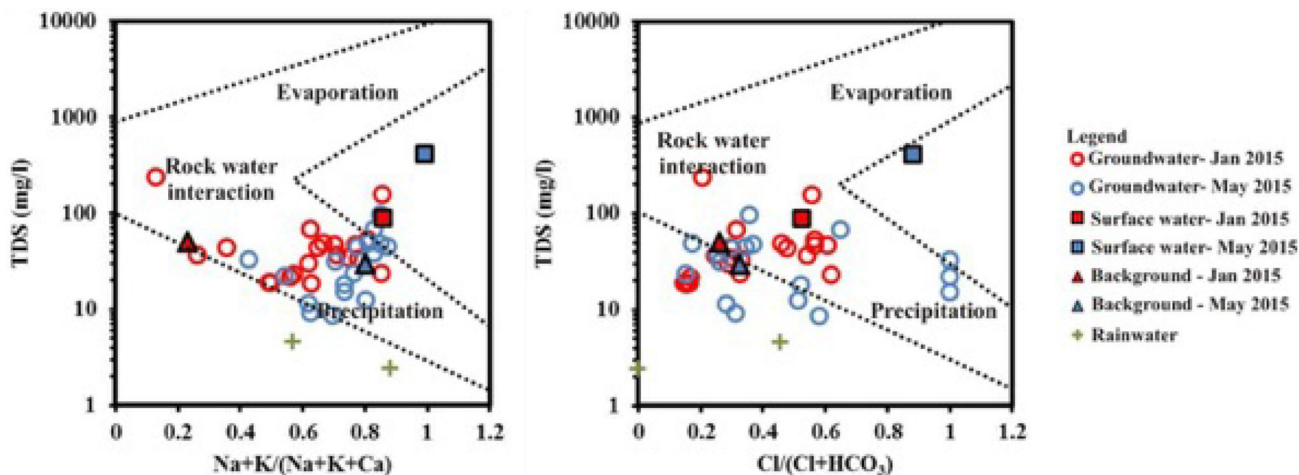 10000
1000
100
10
1
TDS (mg/l)
Evaporation
Rock water
interaction
Precipitation
0 0.2 0.4 0.6 0.8 1 1.2
Na+K/(Na+K+Ca)
10000
1000
100
10
1
TDS (mg/l)
Evaporation
Rock water
interaction
Precipitation
0 0.2 0.4 0.6 0.8 1 1.2
Cl/(Cl+HCO₃)
Legend
Groundwater- Jan 2015
Groundwater- May 2015
Surface water- Jan 2015
Surface water- May 2015
Background - Jan 2015
Background - May 2015
Rainwater